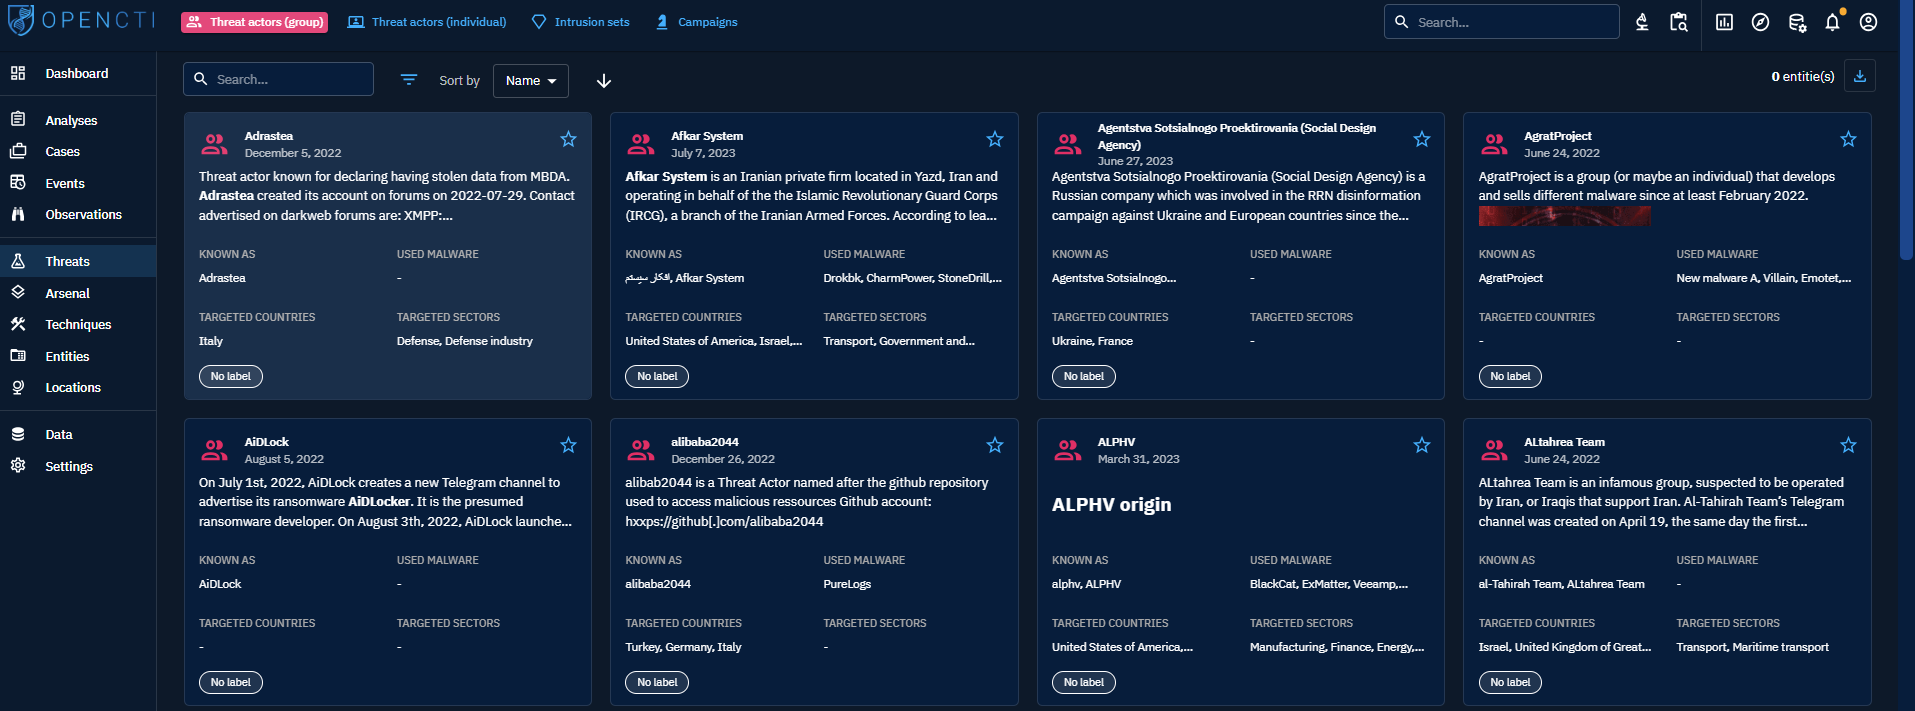 OPENCTI
Threat actors (group)
Threat actors (individual)
Intrusion sets
Campaigns
Search...
Dashboard
Analyses
Cases
Events
Observations
Threats
Arsenal
Techniques
Entities
Locations
Data
Settings
Search...
Sort by
Name
0 entitie(s)
Adrastea
December 5, 2022
Threat actor known for declaring having stolen data from MBDA.
Adrastea created its account on forums on 2022-07-29. Contact
advertised on darkweb forums are: XMPP:...
KNOWN AS
USED MALWARE
Adrastea
-
TARGETED COUNTRIES
TARGETED SECTORS
Italy
Defense, Defense industry
No label
Afkar System
July 7, 2023
Afkar System is an Iranian private firm located in Yazd, Iran and
operating in behalf of the the Islamic Revolutionary Guard Corps
(IRCG), a branch of the Iranian Armed Forces. According to lea...
KNOWN AS
USED MALWARE
افکار سیستم, Afkar System
Drokbk, CharmPower, StoneDrill,...
TARGETED COUNTRIES
TARGETED SECTORS
United States of America, Israel,...
Transport, Government and...
No label
Agentstva Sotsialnogo Proektirovania (Social Design
Agency)
June 27, 2023
Agentstva Sotsialnogo Proektirovania (Social Design Agency) is a
Russian company which was involved in the RRN disinformation
campaign against Ukraine and European countries since the...
KNOWN AS
USED MALWARE
Agentstva Sotsialnogo...
-
TARGETED COUNTRIES
TARGETED SECTORS
Ukraine, France
-
No label
AgratProject
June 24, 2022
AgratProject is a group (or maybe an individual) that develops
and sells different malware since at least February 2022.
KNOWN AS
USED MALWARE
AgratProject
New malware A, Villain, Emotet,...
TARGETED COUNTRIES
TARGETED SECTORS
-
-
No label
AiDLock
August 5, 2022
On July 1st, 2022, AiDLock creates a new Telegram channel to
advertise its ransomware AiDLocker. It is the presumed
ransomware developer. On August 3th, 2022, AiDLock launche...
KNOWN AS
USED MALWARE
AiDLock
-
TARGETED COUNTRIES
TARGETED SECTORS
-
-
No label
alibaba2044
December 26, 2022
alibab2044 is a Threat Actor named after the github repository
used to access malicious ressources Github account:
hxxps://github[.]com/alibaba2044
KNOWN AS
USED MALWARE
alibaba2044
PureLogs
TARGETED COUNTRIES
TARGETED SECTORS
Turkey, Germany, Italy
-
No label
ALPHV
March 31, 2023
ALPHV origin
KNOWN AS
USED MALWARE
alphv, ALPHV
BlackCat, ExMatter, Veeamp,...
TARGETED COUNTRIES
TARGETED SECTORS
United States of America,...
Manufacturing, Finance, Energy,...
No label
ALtahrea Team
June 24, 2022
ALtahrea Team is an infamous group, suspected to be operated
by Iran, or Iraqis that support Iran. Al-Tahirah Team's Telegram
channel was created on April 19, the same day the first...
KNOWN AS
USED MALWARE
al-Tahirah Team, ALtahrea Team
-
TARGETED COUNTRIES
TARGETED SECTORS
Israel, United Kingdom of Great...
Transport, Maritime transport
No label